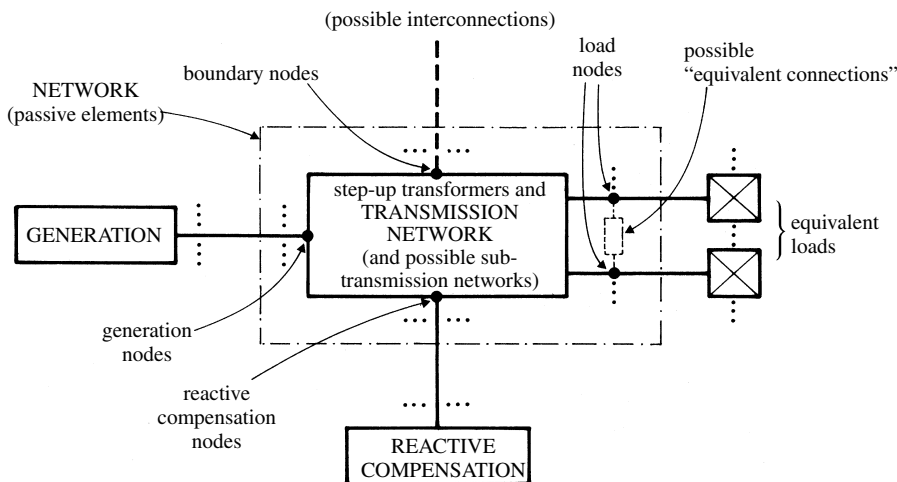 (possible interconnections)
boundary nodes
load
nodes
possible
“equivalent connections”
NETWORK
(passive elements)
step-up transformers and
TRANSMISSION
NETWORK
(and possible sub-
transmission networks)
GENERATION
equivalent
loads
generation
nodes
reactive
compensation
nodes
REACTIVE
COMPENSATION